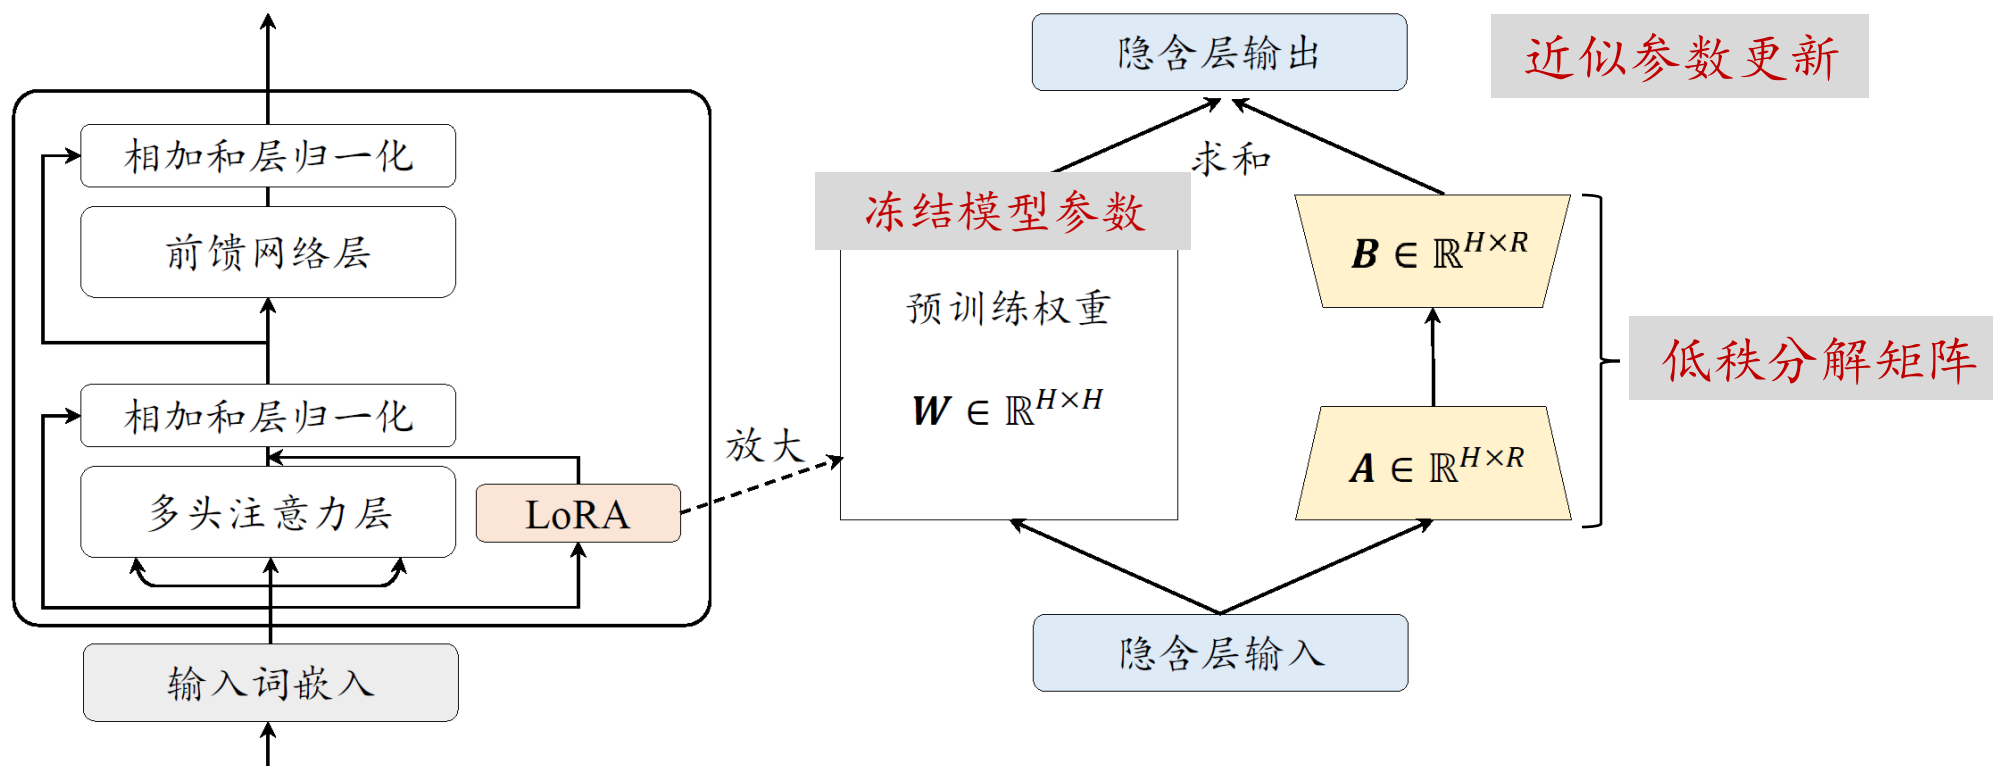 相加和层归一化
前馈网络层
相加和层归一化
多头注意力层
LoRA
输入词嵌入
放大
隐含层输出
近似参数更新
求和
冻结模型参数
预训练权重
W ∈ ℝ^{H×H}
B ∈ ℝ^{H×R}
低秩分解矩阵
A ∈ ℝ^{H×R}
隐含层输入